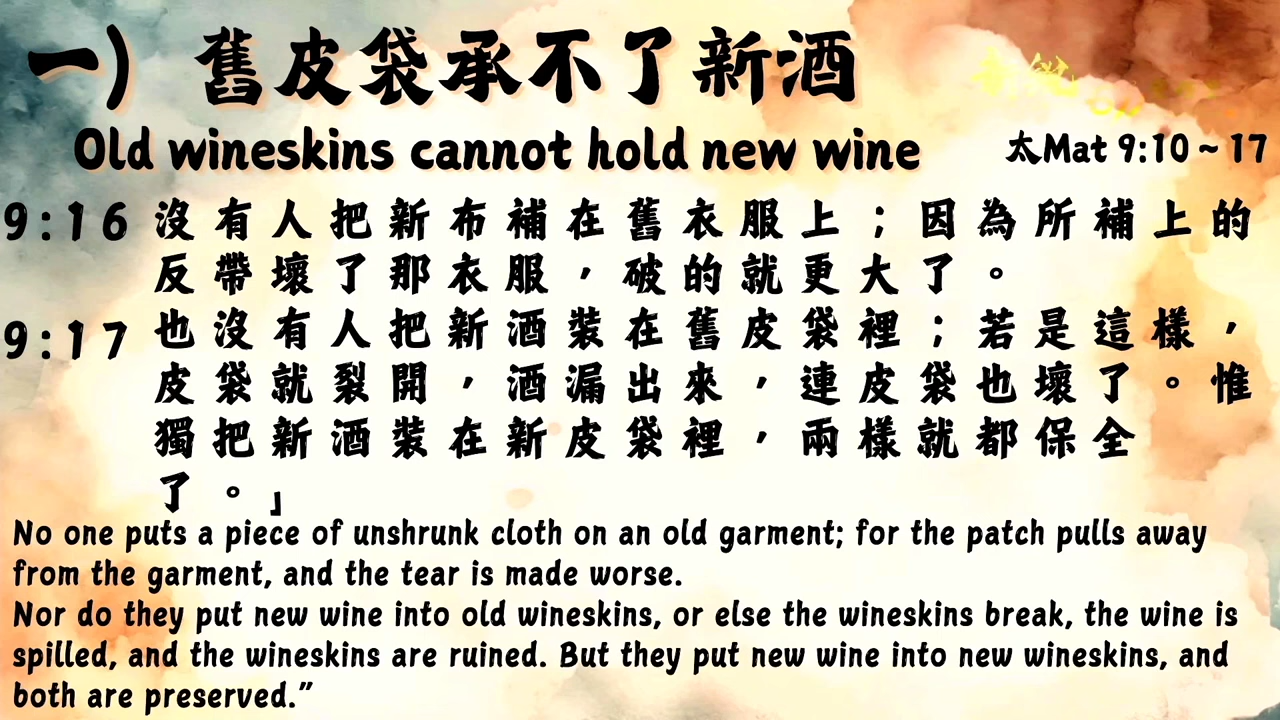 一) 舊皮袋承不了新酒
Old wineskins cannot hold new wine
太Mat 9:10~17
9:16 沒有人把新布補在舊衣服上；因為所補上的
反帶壞了那衣服，破的就更大了。
9:17 也沒有人把新酒裝在舊皮袋裡；若是這樣，
皮袋就裂開，酒漏出來，連皮袋也壞了。惟
獨把新酒裝在新皮袋裡，兩樣就都保全
了。」
No one puts a piece of unshrunk cloth on an old garment; for the patch pulls away
from the garment, and the tear is made worse.
Nor do they put new wine into old wineskins, or else the wineskins break, the wine is
spilled, and the wineskins are ruined. But they put new wine into new wineskins, and
both are preserved.”